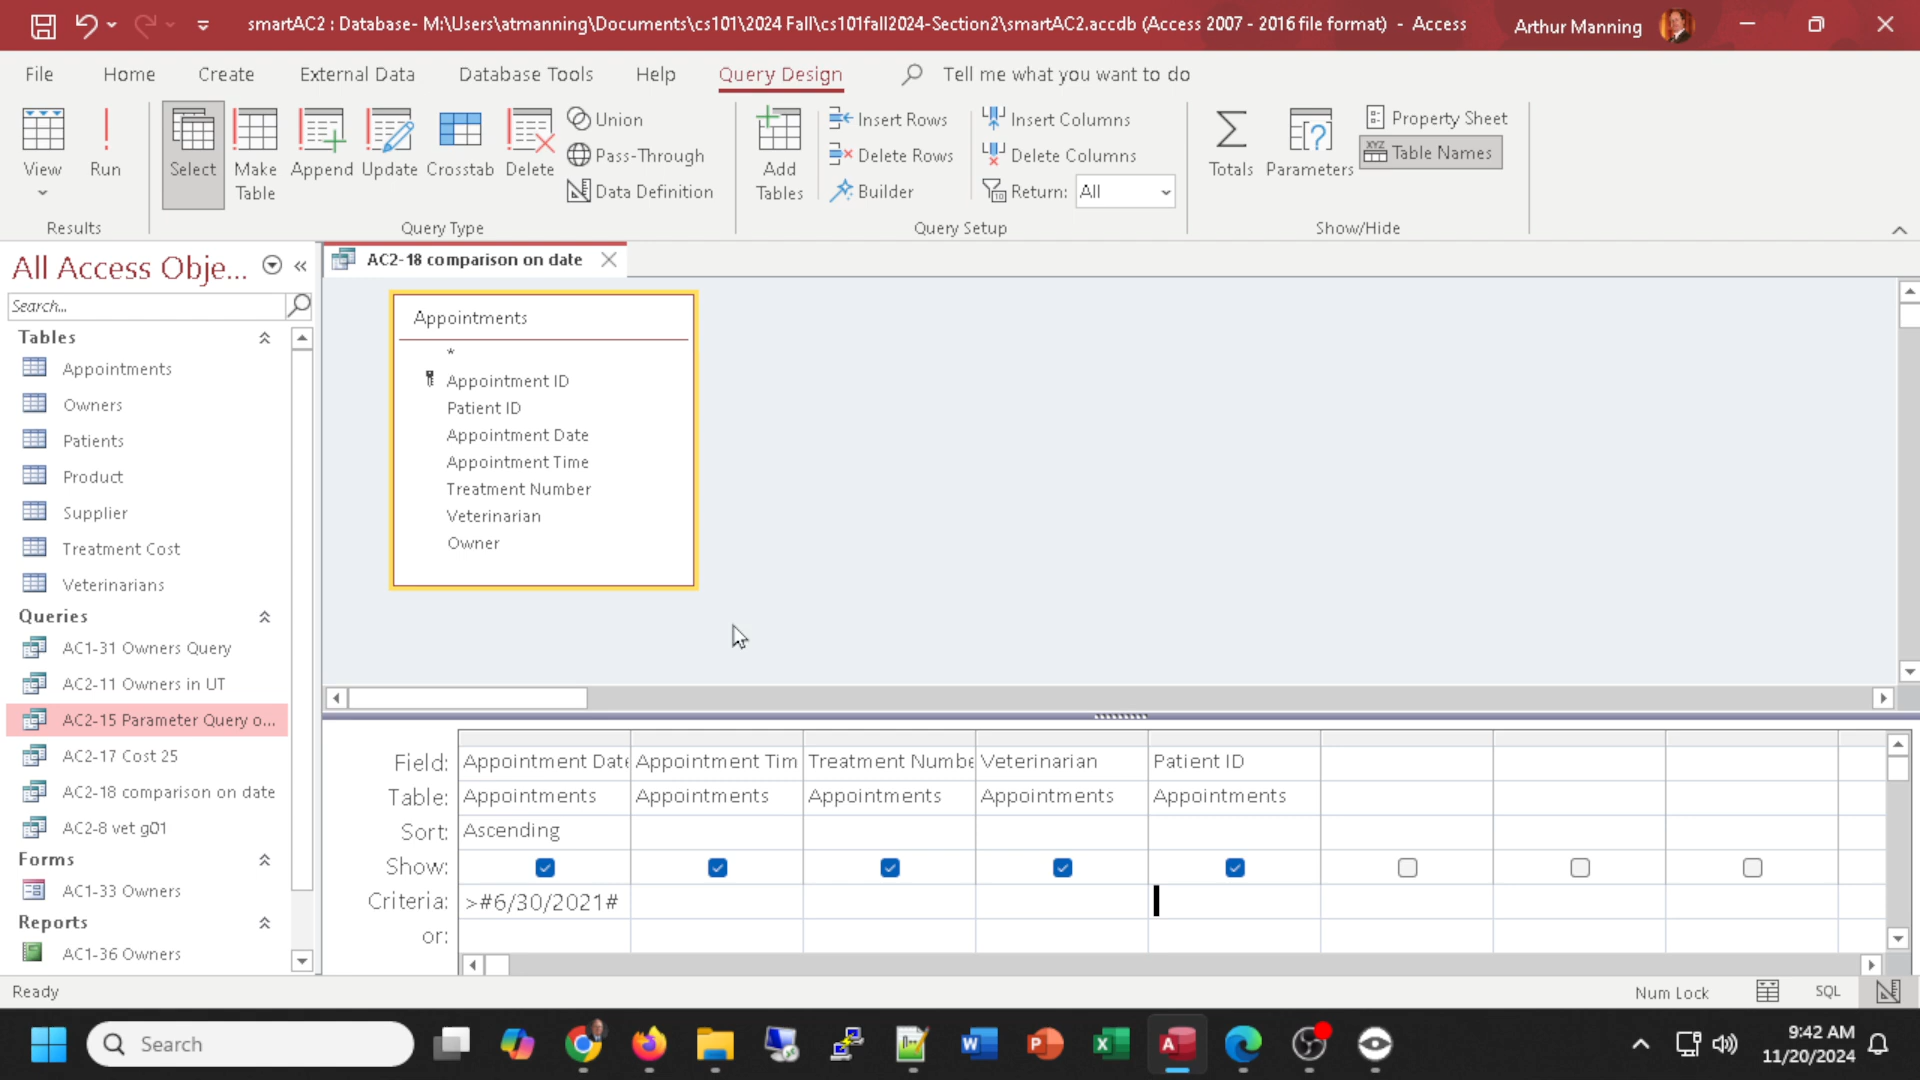 smartAC2 : Database- M:\Users\atmanning\Documents\cs101\2024 Fall\cs101fall2024-Section2\smartAC2.accdb (Access 2007 - 2016 file format) - Access
Arthur Manning
File
Home
Create
External Data
Database Tools
Help
Query Design
Tell me what you want to do
View
Run
Results
Select
Make Table
Append
Update
Crosstab
Delete
Union
Pass-Through
Data Definition
Query Type
Add Tables
Insert Rows
Delete Rows
Builder
Insert Columns
Delete Columns
Return: All
Query Setup
Totals
Parameters
Property Sheet
Table Names
Show/Hide
All Access Obje...
Search...
Tables
Appointments
Owners
Patients
Product
Supplier
Treatment Cost
Veterinarians
Queries
AC1-31 Owners Query
AC2-11 Owners in UT
AC2-15 Parameter Query o...
AC2-17 Cost 25
AC2-18 comparison on date
AC2-8 vet g01
Forms
AC1-33 Owners
Reports
AC1-36 Owners
AC2-18 comparison on date
Appointments
*
Appointment ID
Patient ID
Appointment Date
Appointment Time
Treatment Number
Veterinarian
Owner
Field: Appointment Date Appointment Tim Treatment Numbe Veterinarian Patient ID
Table: Appointments Appointments Appointments Appointments Appointments
Sort: Ascending
Show:
Criteria: >#6/30/2021#
or:
Ready
Num Lock
SQL
Search
9:42 AM
11/20/2024